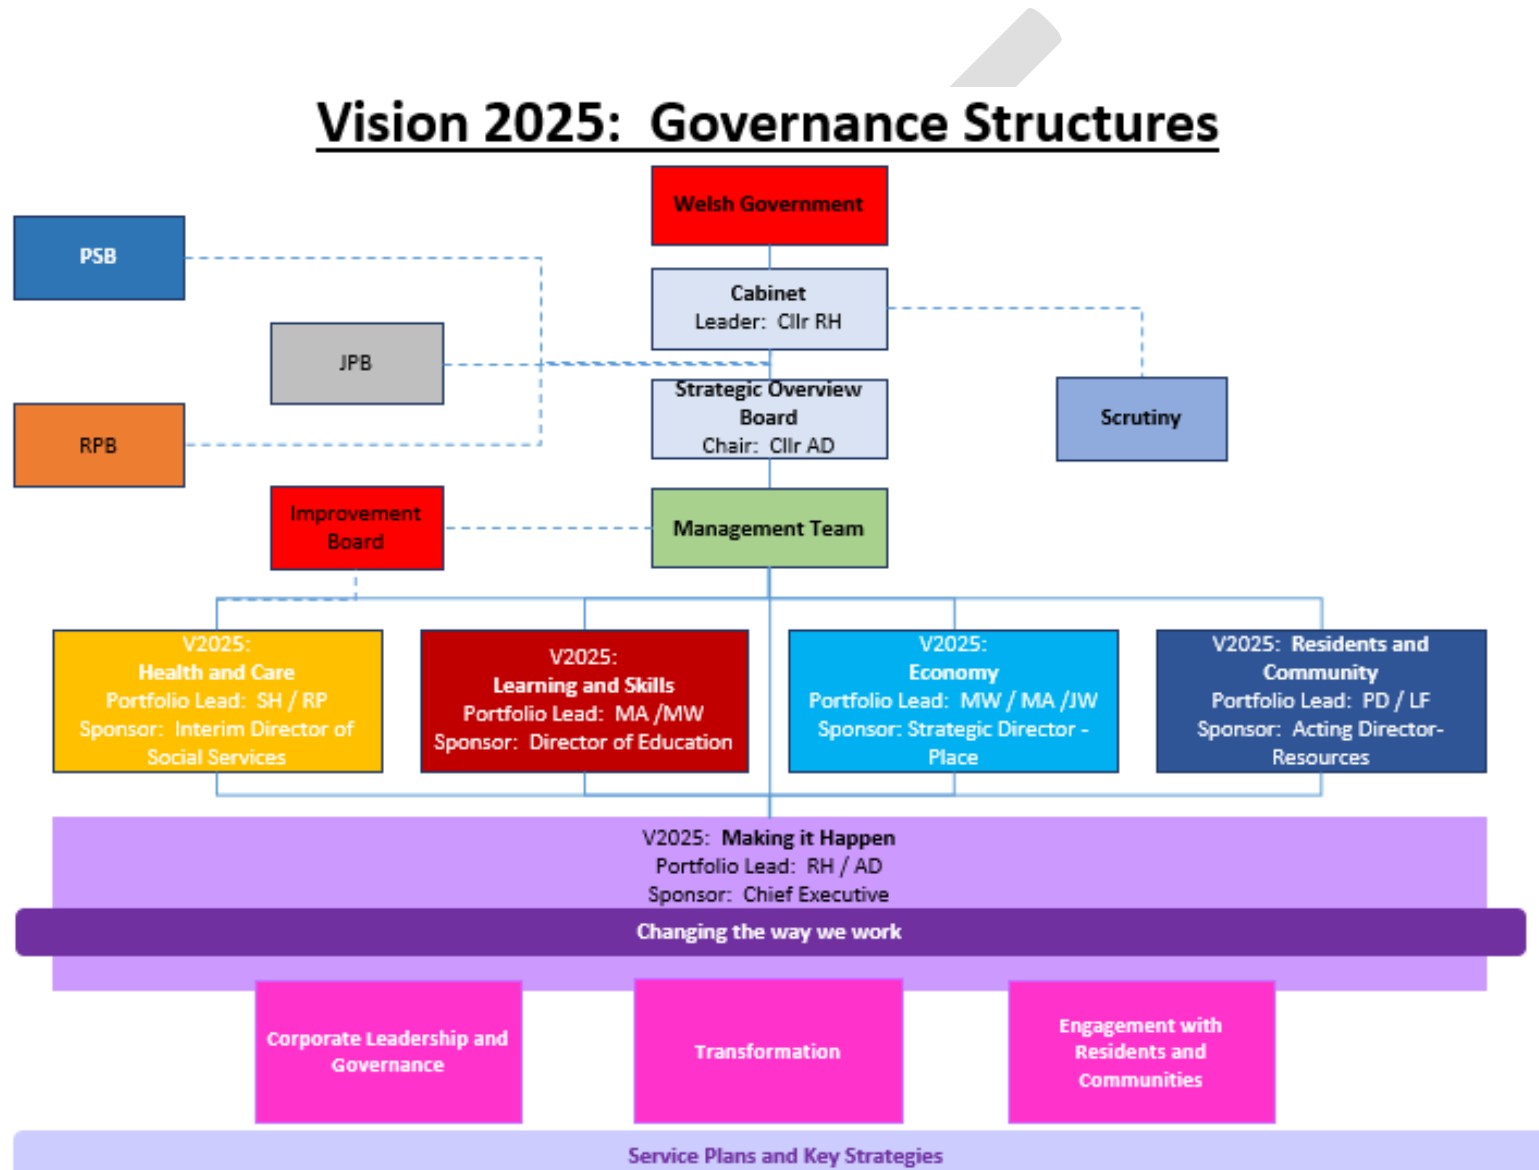 Vision 2025:  Governance Structures
Welsh Government
PSB
Cabinet
Leader:  Cllr RH
JPB
Strategic Overview
Board
Chair:  Cllr AD
Scrutiny
RPB
Improvement
Board
Management Team
V2025:
Health and Care
Portfolio Lead:  SH / RP
Sponsor:  Interim Director of
Social Services
V2025:
Learning and Skills
Portfolio Lead:  MA /MW
Sponsor:  Director of Education
V2025:
Economy
Portfolio Lead:  MW / MA /JW
Sponsor: Strategic Director -
Place
V2025:  Residents and
Community
Portfolio Lead:  PD / LF
Sponsor:  Acting Director-
Resources
V2025:  Making it Happen
Portfolio Lead:  RH / AD
Sponsor:  Chief Executive
Changing the way we work
Corporate Leadership and
Governance
Transformation
Engagement with
Residents and
Communities
Service Plans and Key Strategies